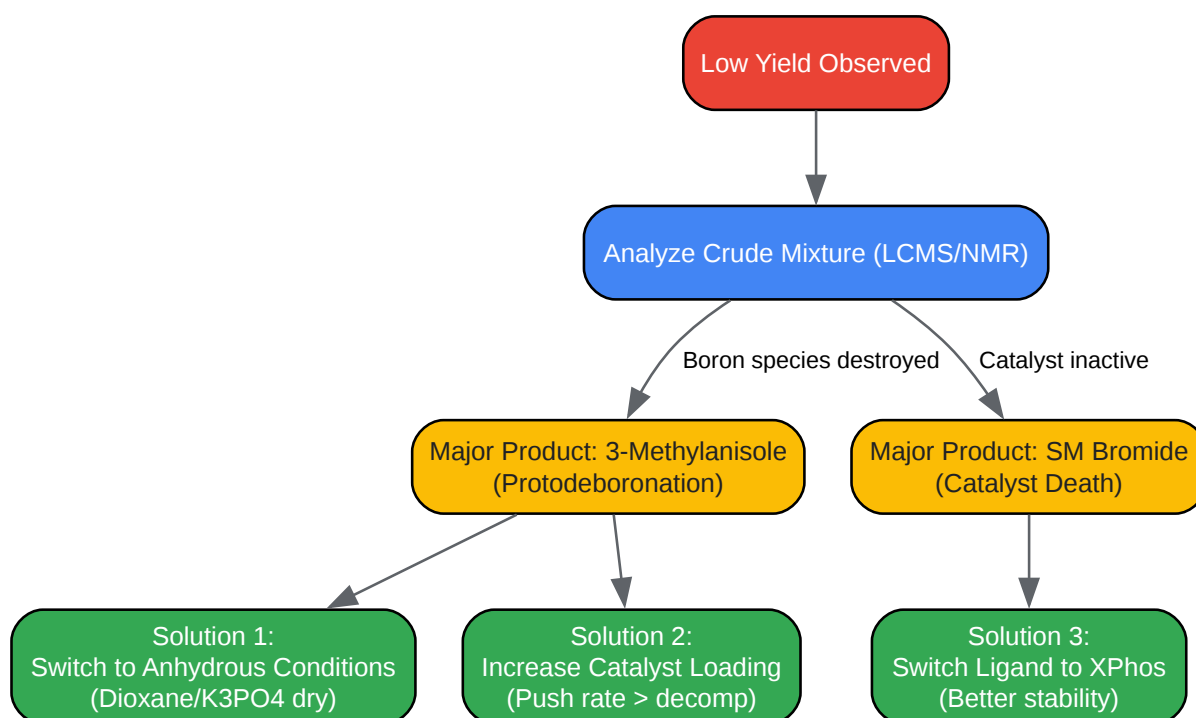 Low Yield Observed
Analyze Crude Mixture (LCMS/NMR)
Boron species destroyed
Catalyst inactive
Major Product: 3-Methylanisole
(Protodeboronation)
Major Product: SM Bromide
(Catalyst Death)
Solution 1:
Switch to Anhydrous Conditions
(Dioxane/K3PO4 dry)
Solution 2:
Increase Catalyst Loading
(Push rate > decomp)
Solution 3:
Switch Ligand to XPhos
(Better stability)